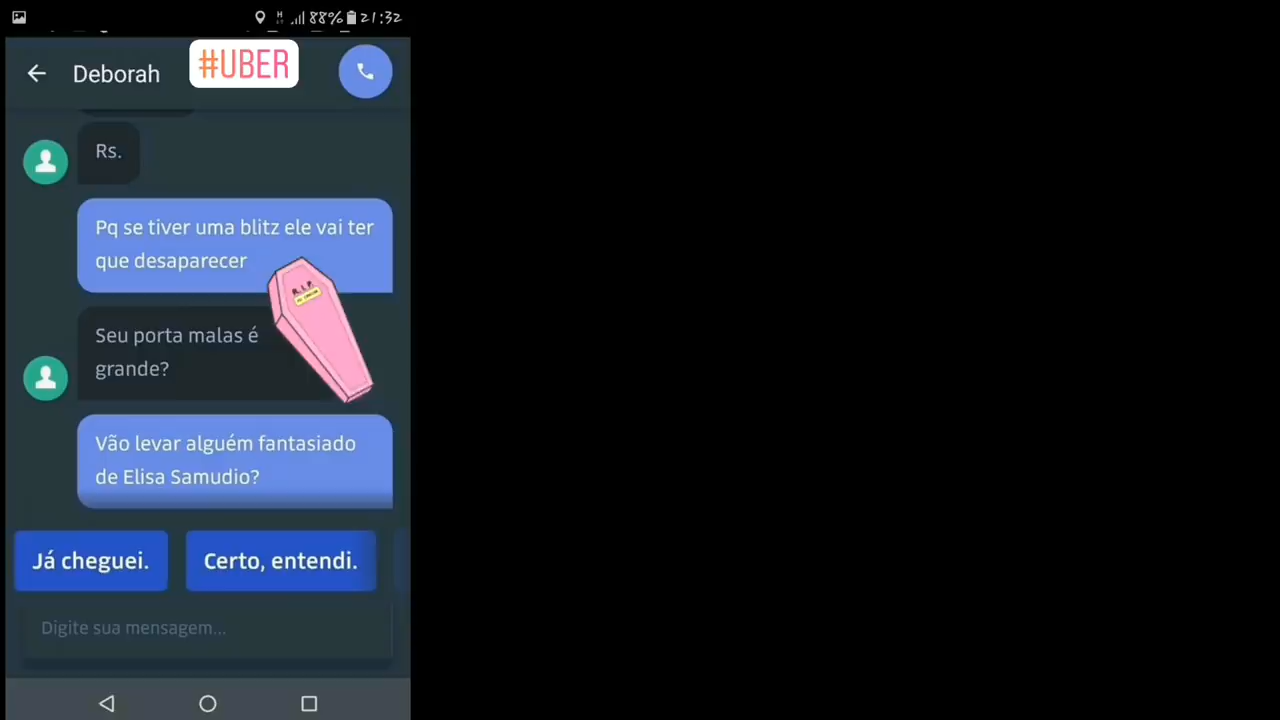 88% 21:32
#UBER
Deborah
Rs.
Pq se tiver uma blitz ele vai ter
que desaparecer
R.I.P.
Seu porta malas é
grande?
Vão levar alguém fantasiado
de Elisa Samudio?
Já cheguei.
Certo, entendi.
Digite sua mensagem...